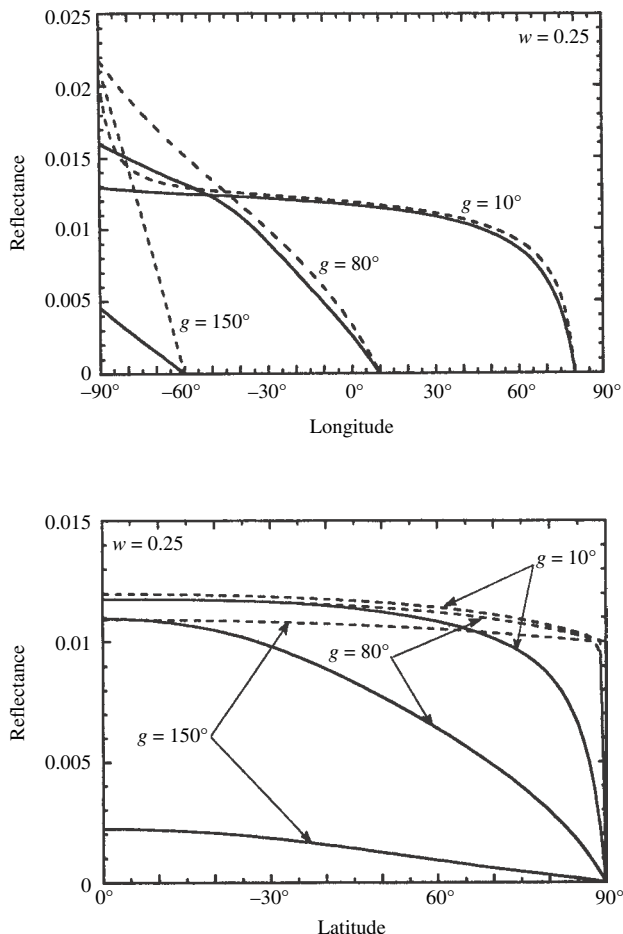 0.025
w = 0.25
0.02
0.015
Reflectance
0.01
g = 10°
g = 80°
0.005
g = 150°
0
−90° −60° −30° 0° 30° 60° 90°
Longitude
0.015
w = 0.25
g = 10°
0.01
g = 80°
Reflectance
g = 150°
0.005
0
0° −30° 60° 90°
Latitude